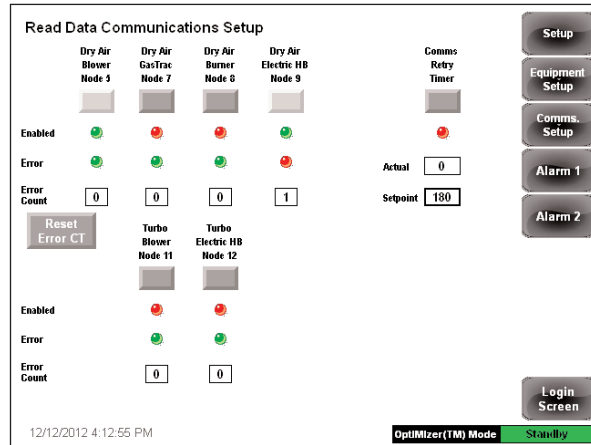 Read Data Communications Setup
Dry Air Blower Node 5
Dry Air GasTrac Node 7
Dry Air Burner Node 8
Dry Air Electric HB Node 9
Comms Retry Timer
Enabled
Error
Actual 0
Error Count 0 0 0 1
Setpoint 180
Reset Error CT
Turbo Blower Node 11
Turbo Electric HB Node 12
Enabled
Error
Error Count 0 0
Setup
Equipment Setup
Comms. Setup
Alarm 1
Alarm 2
Login Screen
12/12/2012 4:12:55 PM
OptiMizer(TM) Mode Standby